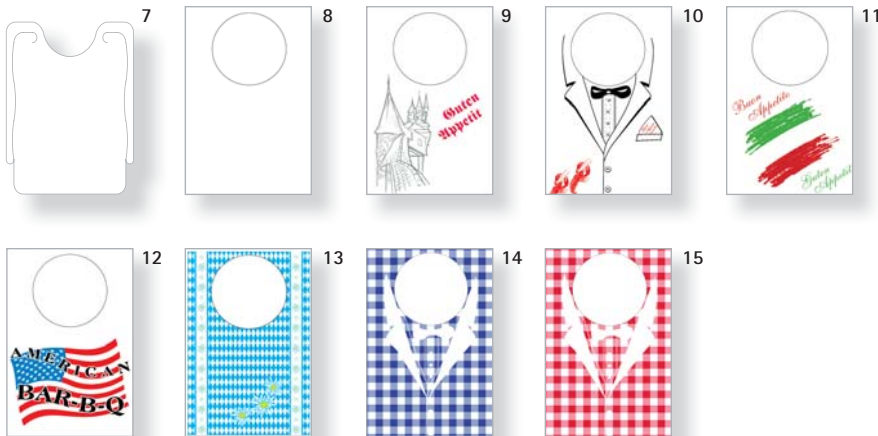 7
8
9
Guten
Appetit
10
11
Buon
Appetito
Guten
Appetit
12
AMERICAN
BAR-B-Q
13
14
15